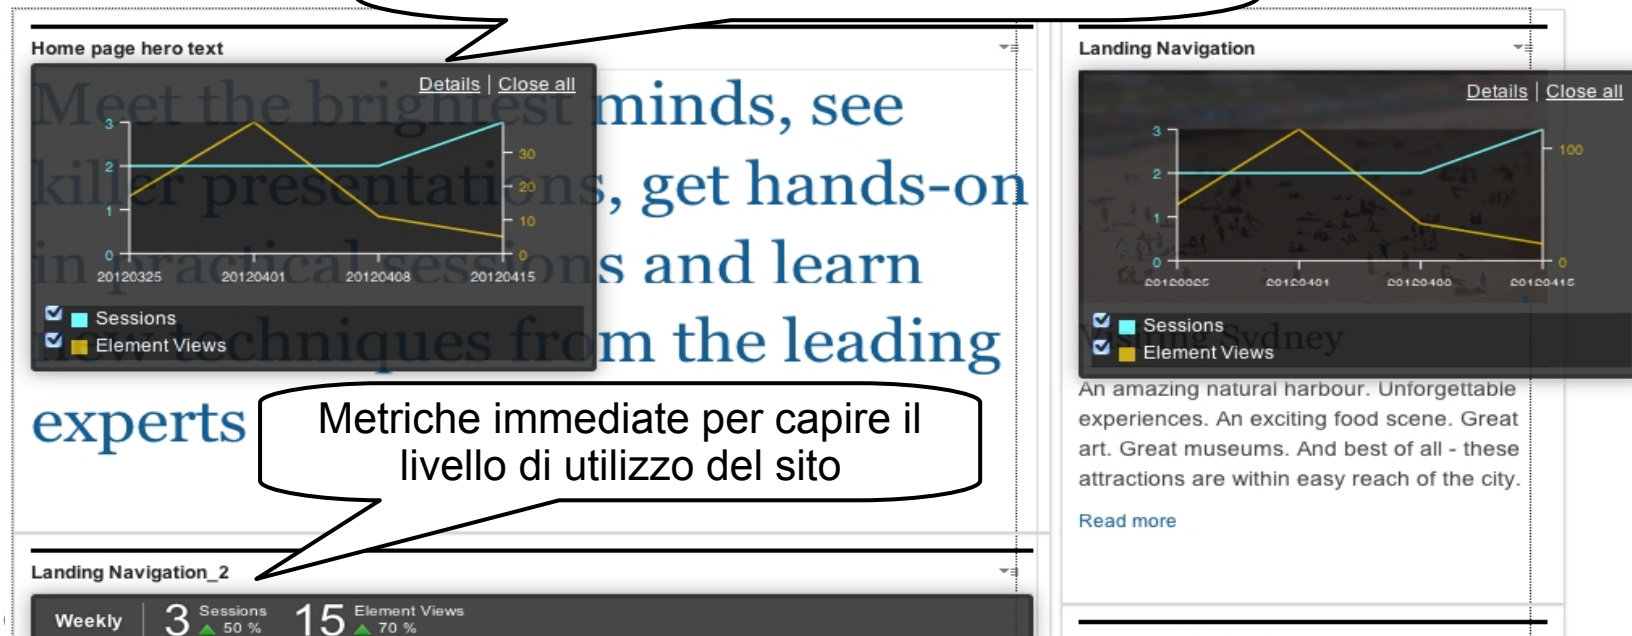 Home page hero text
Details | Close all
Meet the brightest minds, see
killer presentations, get hands-on
in practical sessions and learn
new techniques from the leading
experts
3
2
1
0
30
20
10
0
20120325 20120401 20120408 20120415
Sessions
Element Views
Metriche immediate per capire il
livello di utilizzo del sito
Landing Navigation_2
Weekly 3 Sessions 50 % 15 Element Views 70 %
Landing Navigation
Details | Close all
3
2
1
0
100
0
20120325 20120401 20120408 20120415
Sessions
Element Views
Visiting Sydney
An amazing natural harbour. Unforgettable
experiences. An exciting food scene. Great
art. Great museums. And best of all - these
attractions are within easy reach of the city.
Read more